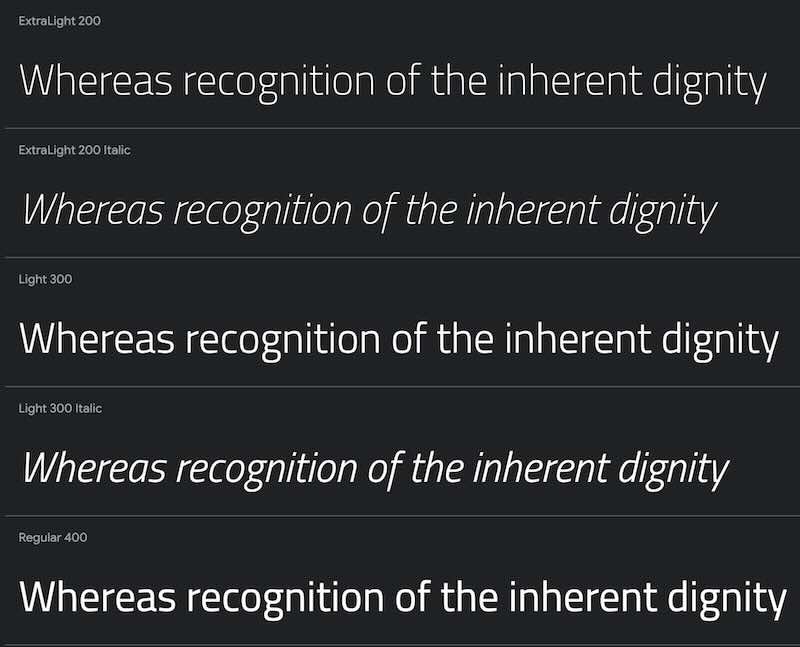 ExtraLight 200
Whereas recognition of the inherent dignity
ExtraLight 200 Italic
Whereas recognition of the inherent dignity
Light 300
Whereas recognition of the inherent dignity
Light 300 Italic
Whereas recognition of the inherent dignity
Regular 400
Whereas recognition of the inherent dignity